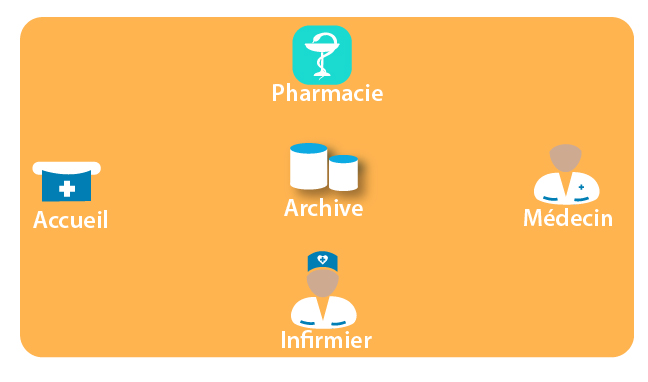 Pharmacie
Archive
Accueil
Médecin
Infirmier